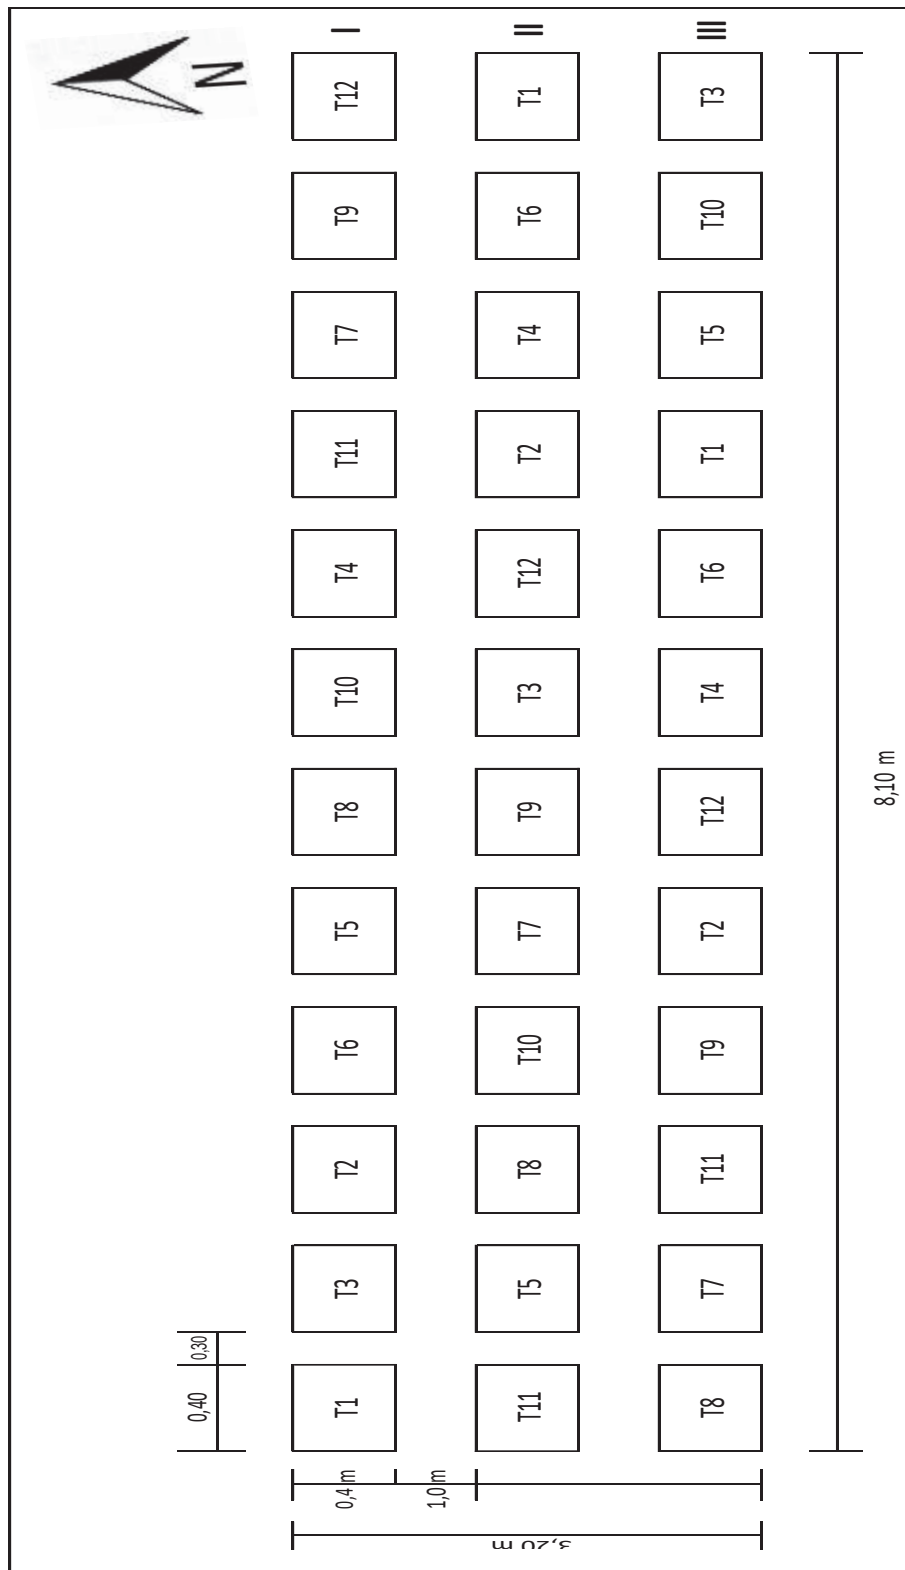 N
I II III
T12 T1 T3
T9 T6 T10
T7 T4 T5
T11 T2 T1
T4 T12 T6
T10 T3 T4
T8 T9 T12
T5 T7 T2
T6 T10 T9
T2 T8 T11
T3 T5 T7
T1 T11 T8
0,30
0,40
0,4 m
1,0 m
3,20 m
8,10 m